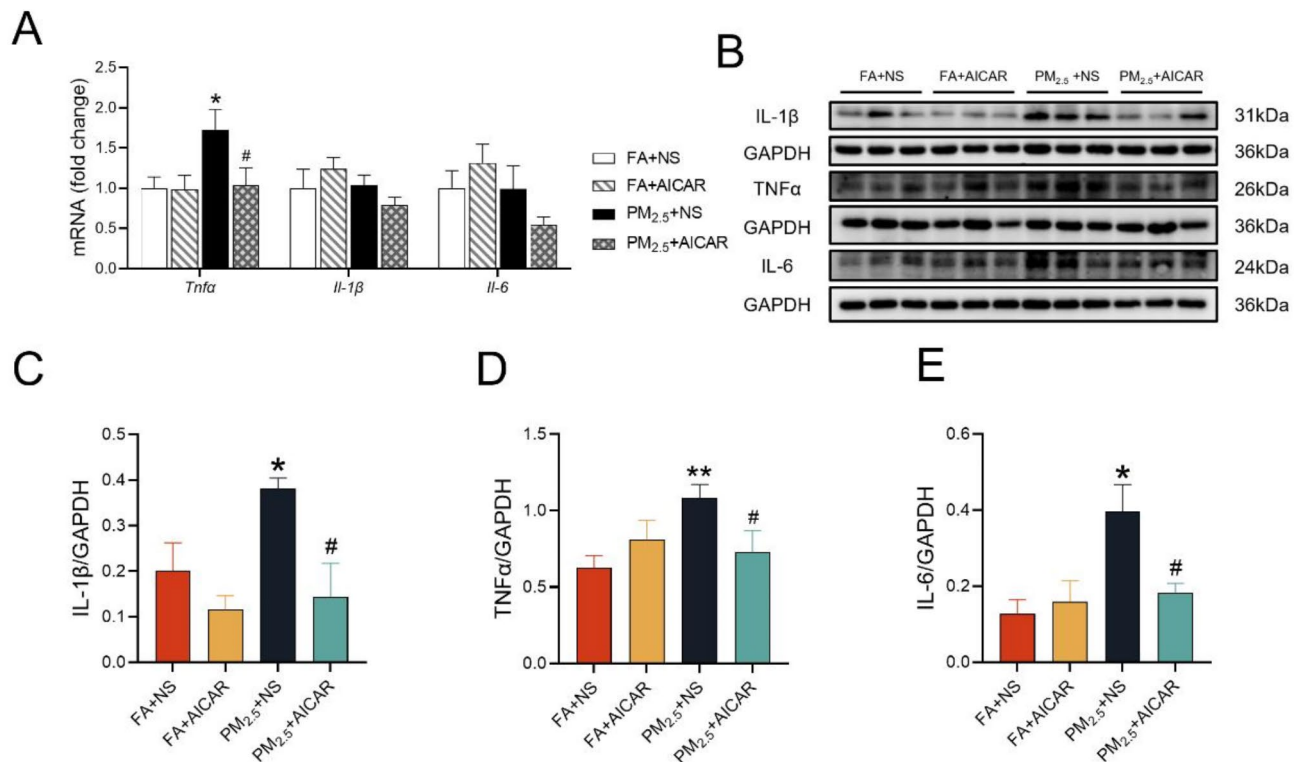 A
mRNA (fold change)
2.5
2.0
1.5
1.0
0.5
0.0
*
#
Tnfα
Il-1β
Il-6
FA+NS
FA+AICAR
PM2.5+NS
PM2.5+AICAR
B
FA+NS FA+AICAR PM2.5 +NS PM2.5+AICAR
IL-1β 31kDa
GAPDH 36kDa
TNFα 26kDa
GAPDH 36kDa
IL-6 24kDa
GAPDH 36kDa
C
IL-1β/GAPDH
0.5
0.4
0.3
0.2
0.1
0.0
*
#
FA+NS
FA+AICAR
PM2.5+NS
PM2.5+AICAR
D
TNFα/GAPDH
1.5
1.0
0.5
0.0
**
#
FA+NS
FA+AICAR
PM2.5+NS
PM2.5+AICAR
E
IL-6/GAPDH
0.6
0.4
0.2
0.0
*
#
FA+NS
FA+AICAR
PM2.5+NS
PM2.5+AICAR